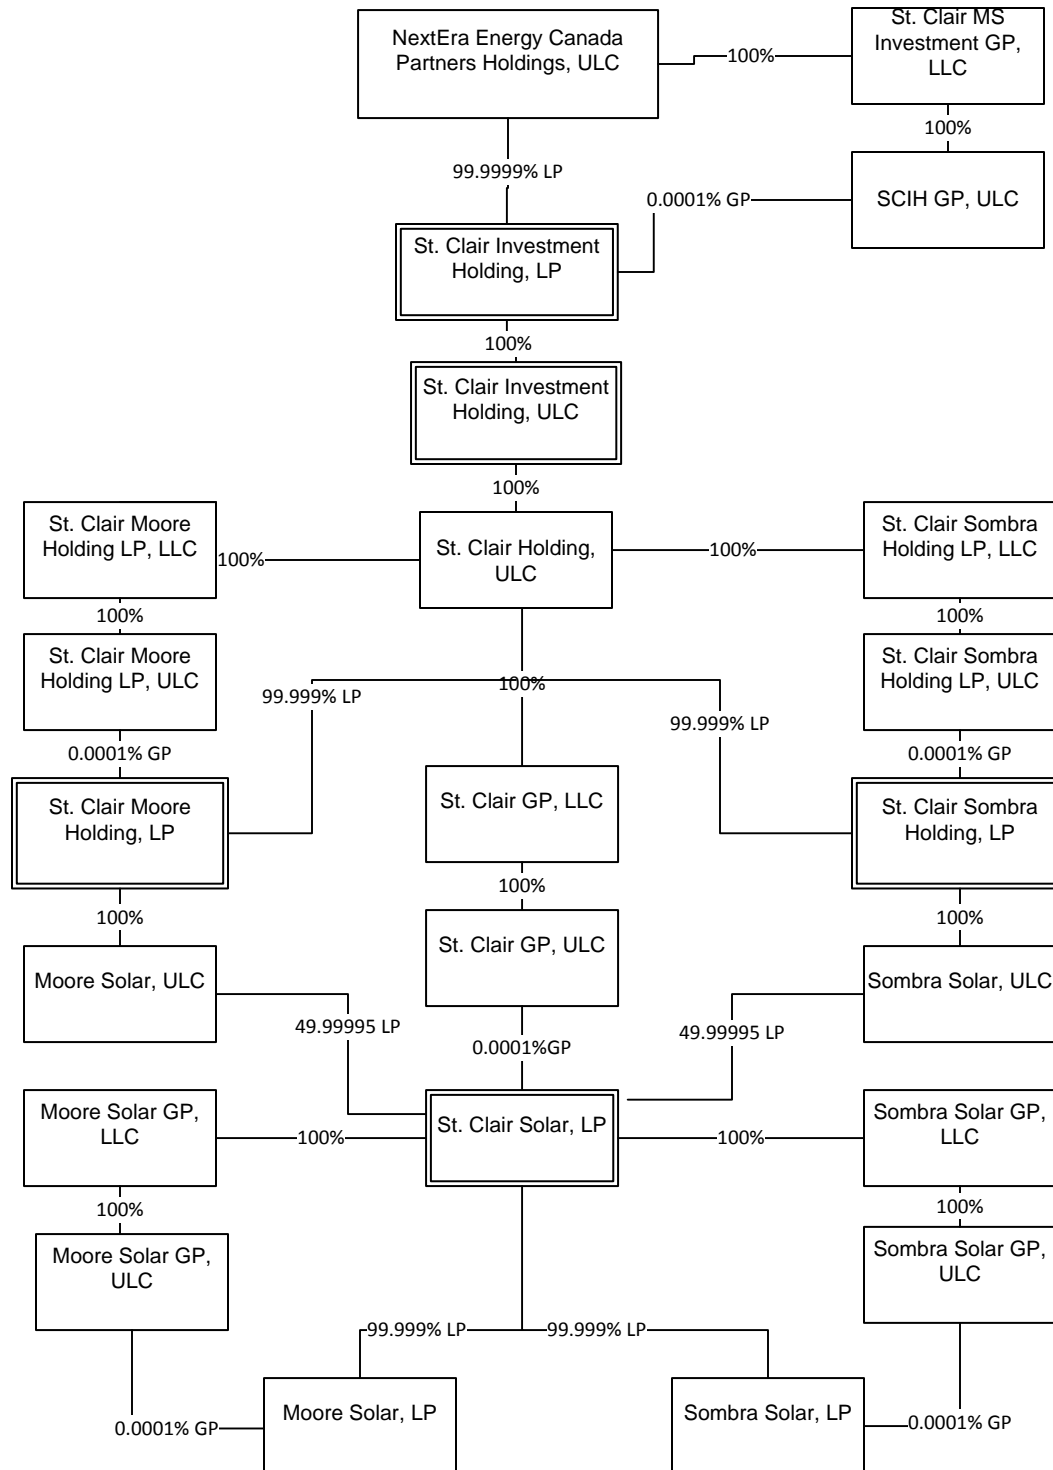 NextEra Energy Canada
Partners Holdings, ULC
100%
St. Clair MS
Investment GP,
LLC
100%
99.9999% LP
0.0001% GP
SCIH GP, ULC
St. Clair Investment
Holding, LP
100%
St. Clair Investment
Holding, ULC
100%
St. Clair Moore
Holding LP, LLC
100%
St. Clair Holding,
ULC
100%
St. Clair Sombra
Holding LP, LLC
100%
100%
St. Clair Moore
Holding LP, ULC
99.999% LP
100%
99.999% LP
St. Clair Sombra
Holding LP, ULC
0.0001% GP
0.0001% GP
St. Clair Moore
Holding, LP
St. Clair GP, LLC
St. Clair Sombra
Holding, LP
100%
100%
100%
Moore Solar, ULC
St. Clair GP, ULC
Sombra Solar, ULC
49.99995 LP
0.0001%GP
49.99995 LP
Moore Solar GP,
LLC
100%
St. Clair Solar, LP
100%
Sombra Solar GP,
LLC
100%
100%
Moore Solar GP,
ULC
Sombra Solar GP,
ULC
99.999% LP
99.999% LP
0.0001% GP
Moore Solar, LP
Sombra Solar, LP
0.0001% GP